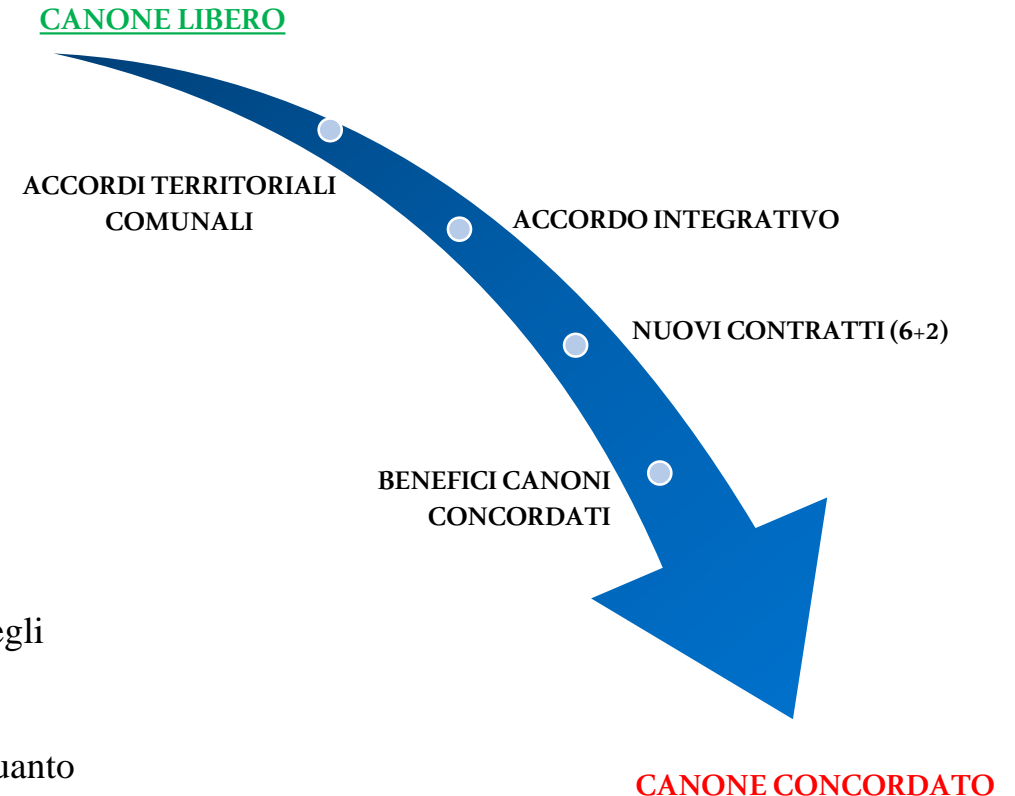 CANONE LIBERO
ACCORDI TERRITORIALI
COMUNALI
ACCORDO INTEGRATIVO
NUOVI CONTRATTI (6+2)
BENEFICI CANONI
CONCORDATI
egli
uanto
CANONE CONCORDATO